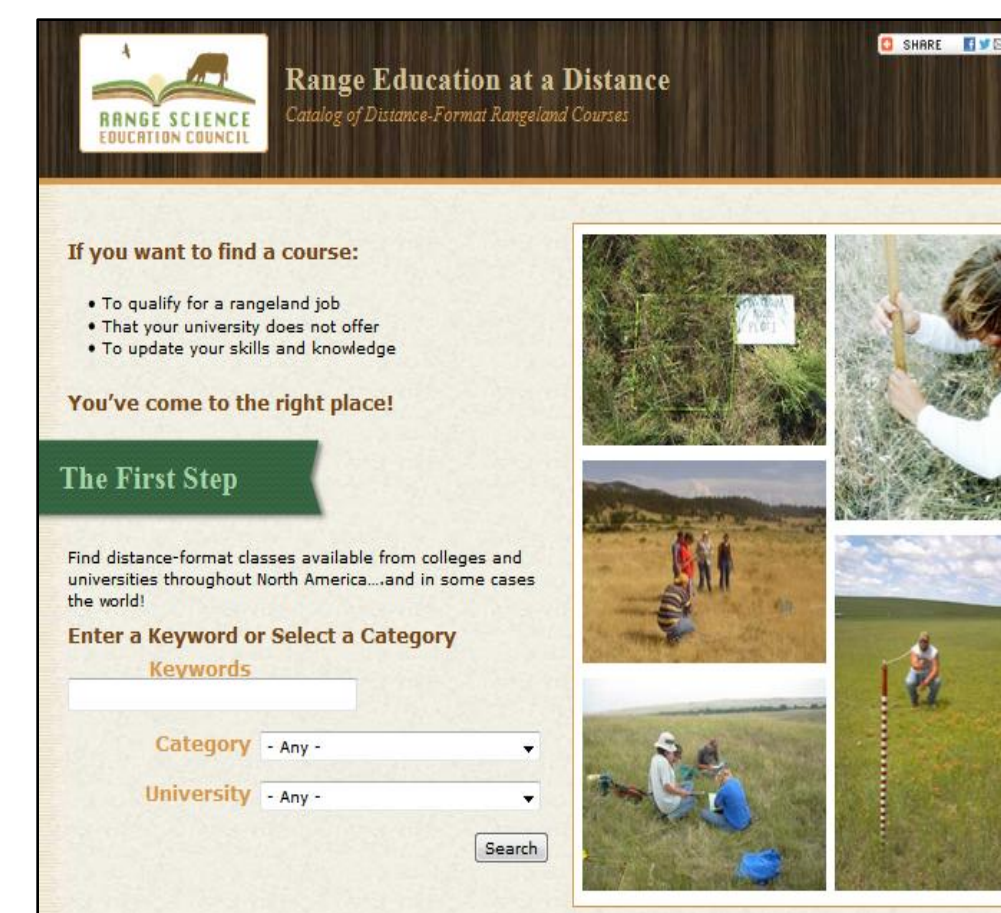 RANGE SCIENCE
EDUCATION COUNCIL
Range Education at a Distance
Catalog of Distance-Format Rangeland Courses
SHARE
If you want to find a course:
• To qualify for a rangeland job
• That your university does not offer
• To update your skills and knowledge
You've come to the right place!
The First Step
Find distance-format classes available from colleges and
universities throughout North America....and in some cases
the world!
Enter a Keyword or Select a Category
Keywords
Category - Any -
University - Any -
Search